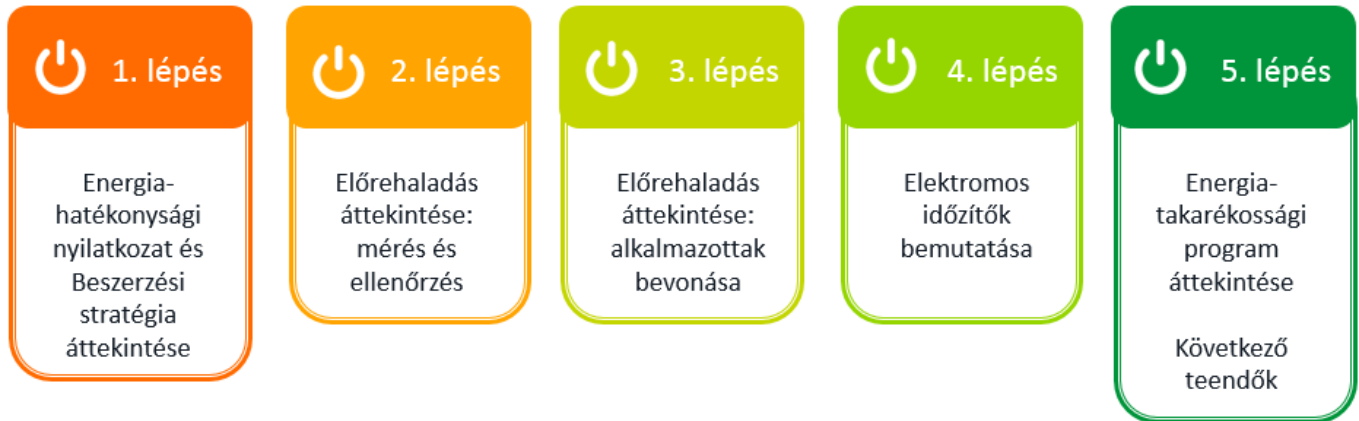 1. lépés
Energia-
hatékonysági
nyilatkozat és
Beszerzési
stratégia
áttekintése
2. lépés
Előrehaladás
áttekintése:
mérés és
ellenőrzés
3. lépés
Előrehaladás
áttekintése:
alkalmazottak
bevonása
4. lépés
Elektromos
időzítők
bemutatása
5. lépés
Energia-
takarékossági
program
áttekintése
Következő
teendők